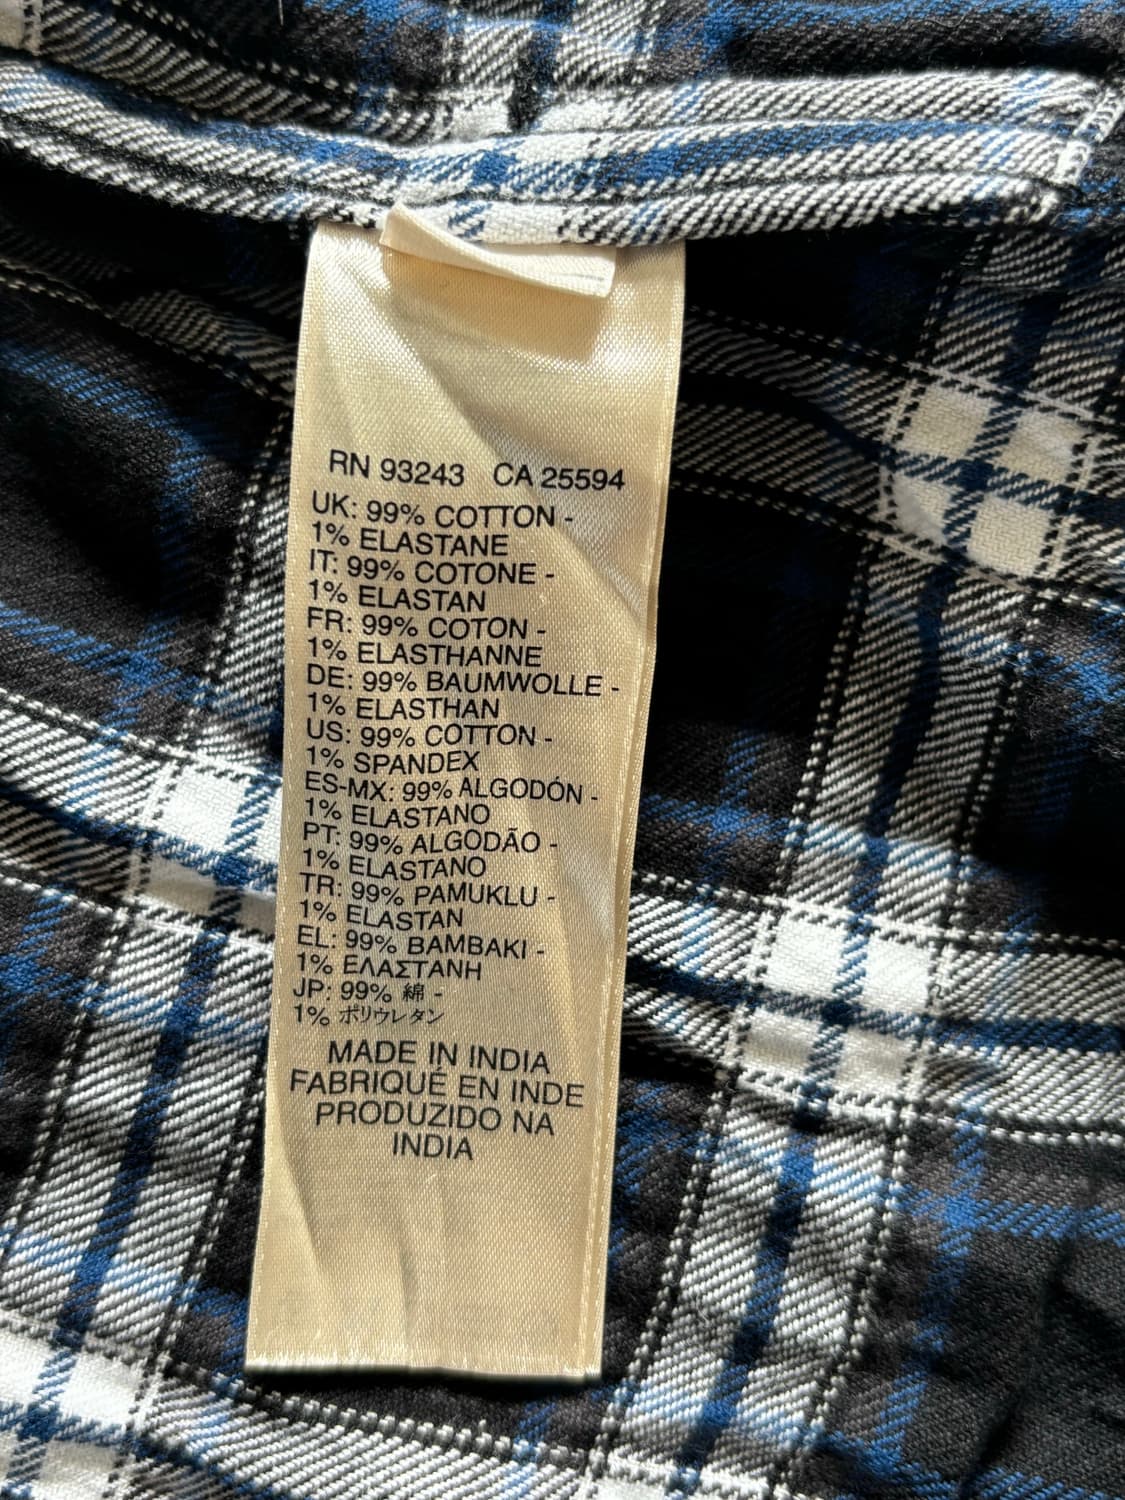 RN 93243 CA 25594
UK: 99% COTTON -
1% ELASTANE
IT: 99% COTONE -
1% ELASTAN
FR: 99% COTON -
1% ELASTHANNE
DE: 99% BAUMWOLLE -
1% ELASTHAN
US: 99% COTTON -
1% SPANDEX
ES-MX: 99% ALGODÓN -
1% ELASTANO
PT: 99% ALGODÃO -
1% ELASTANO
TR: 99% PAMUKLU -
1% ELASTAN
EL: 99% BAMBAKI -
1% ΕΛΑΣΤΑΝΗ
JP: 99% 綿 -
1% ポリウレタン
MADE IN INDIA
FABRIQUÉ EN INDE
PRODUZIDO NA
INDIA